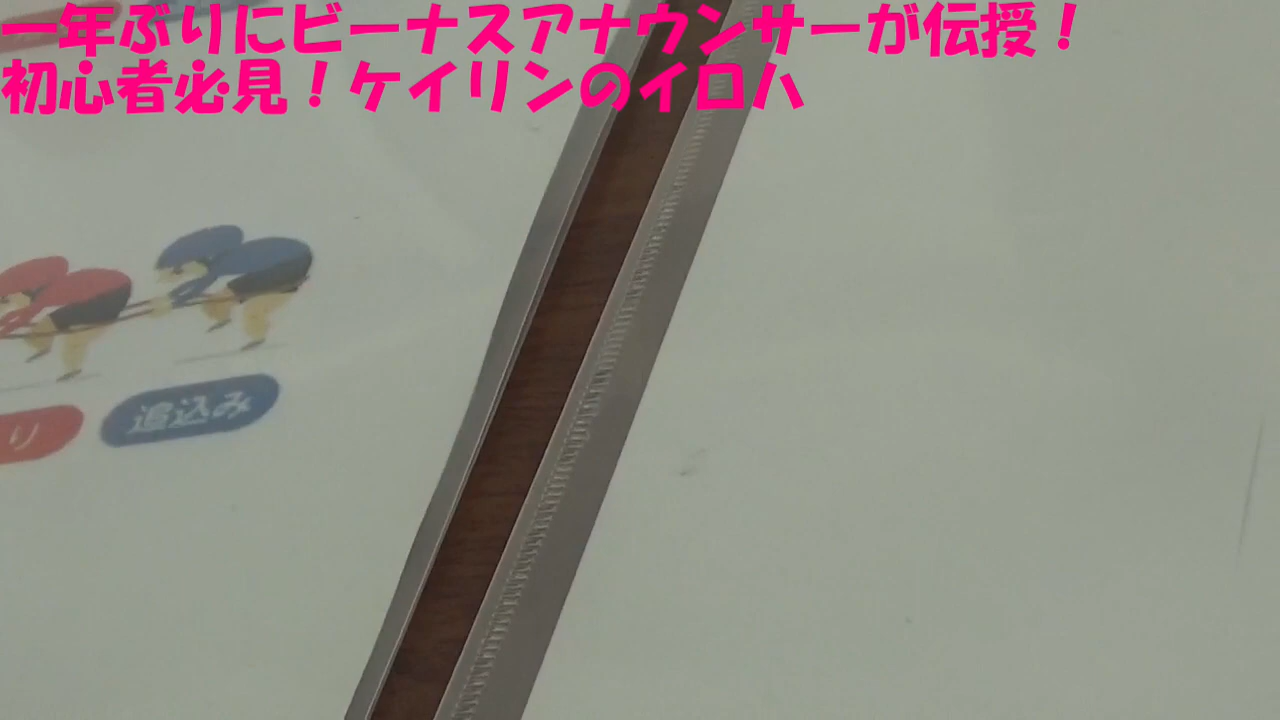 一年ぶりにビーナスアナウンサーが伝授！
初心者必見！ケイリンのイロハ
り
追込み